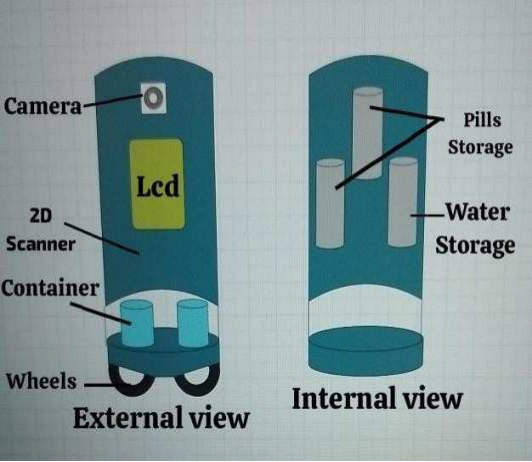 Camera
Lcd
2D
Scanner
Container
Wheels
External view
Pills
Storage
Water
Storage
Internal view